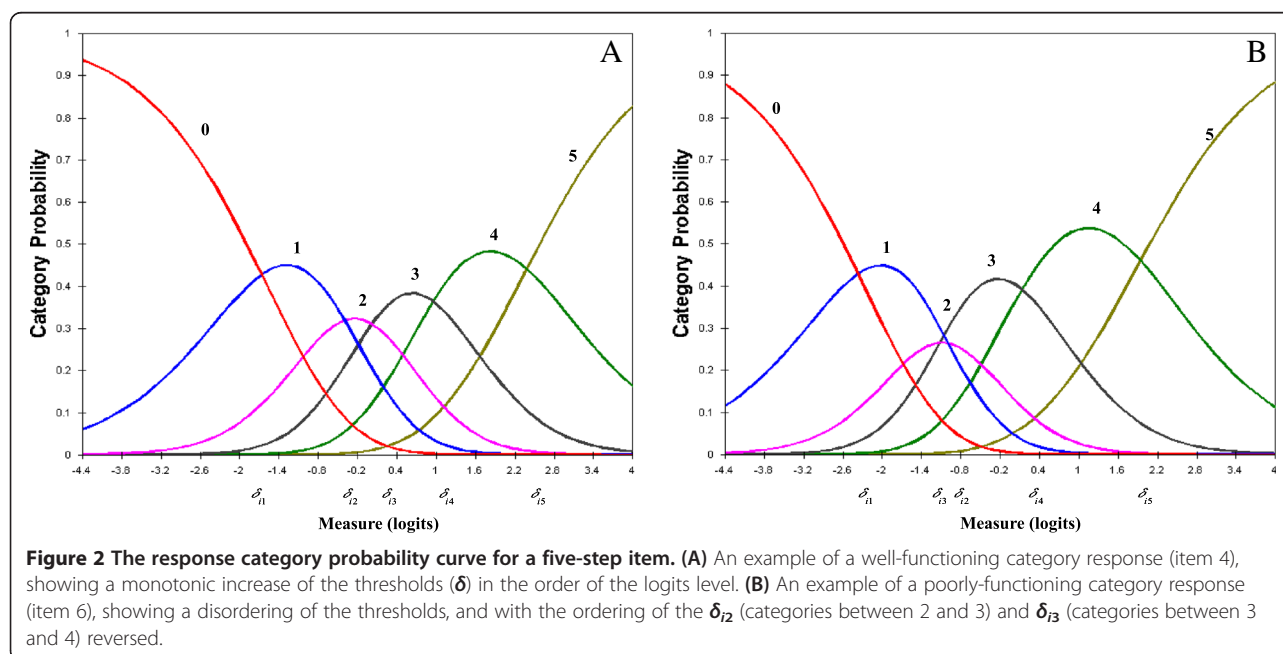 A
1
0.9
0.8
0.7
0.6
0.5
0.4
0.3
0.2
0.1
0
Category Probability
0
1
2
3
4
5
-4.4 -3.8 -3.2 -2.6 -2 -1.4 -0.8 -0.2 0.4 1 1.6 2.2 2.8 3.4 4
δi1 δi2 δi3 δi4 δi5
Measure (logits)
B
1
0.9
0.8
0.7
0.6
0.5
0.4
0.3
0.2
0.1
0
Category Probability
0
1
2
3
4
5
-4.4 -3.8 -3.2 -2.6 -2 -1.4 -0.8 -0.2 0.4 1 1.6 2.2 2.8 3.4 4
δi1 δi3 δi2 δi4 δi5
Measure (logits)
Figure 2 The response category probability curve for a five-step item. (A) An example of a well-functioning category response (item 4),
showing a monotonic increase of the thresholds (δ) in the order of the logits level. (B) An example of a poorly-functioning category response
(item 6), showing a disordering of the thresholds, and with the ordering of the δi2 (categories between 2 and 3) and δi3 (categories between 3
and 4) reversed.